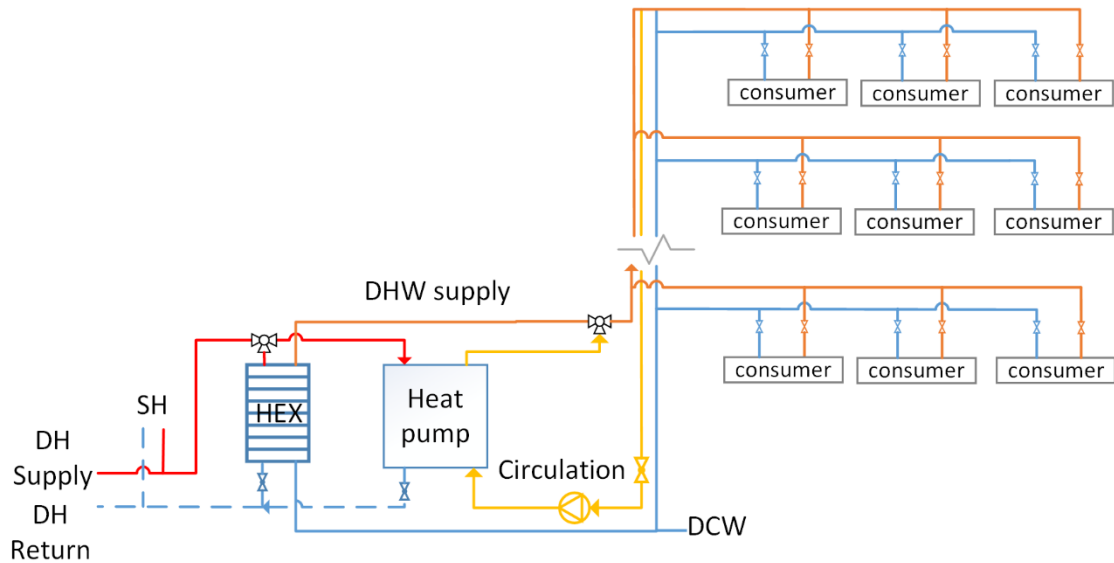 consumer consumer consumer
consumer consumer consumer
DHW supply
consumer consumer consumer
SH
HEX
Heat
pump
DH
Supply
Circulation
DH
Return
DCW